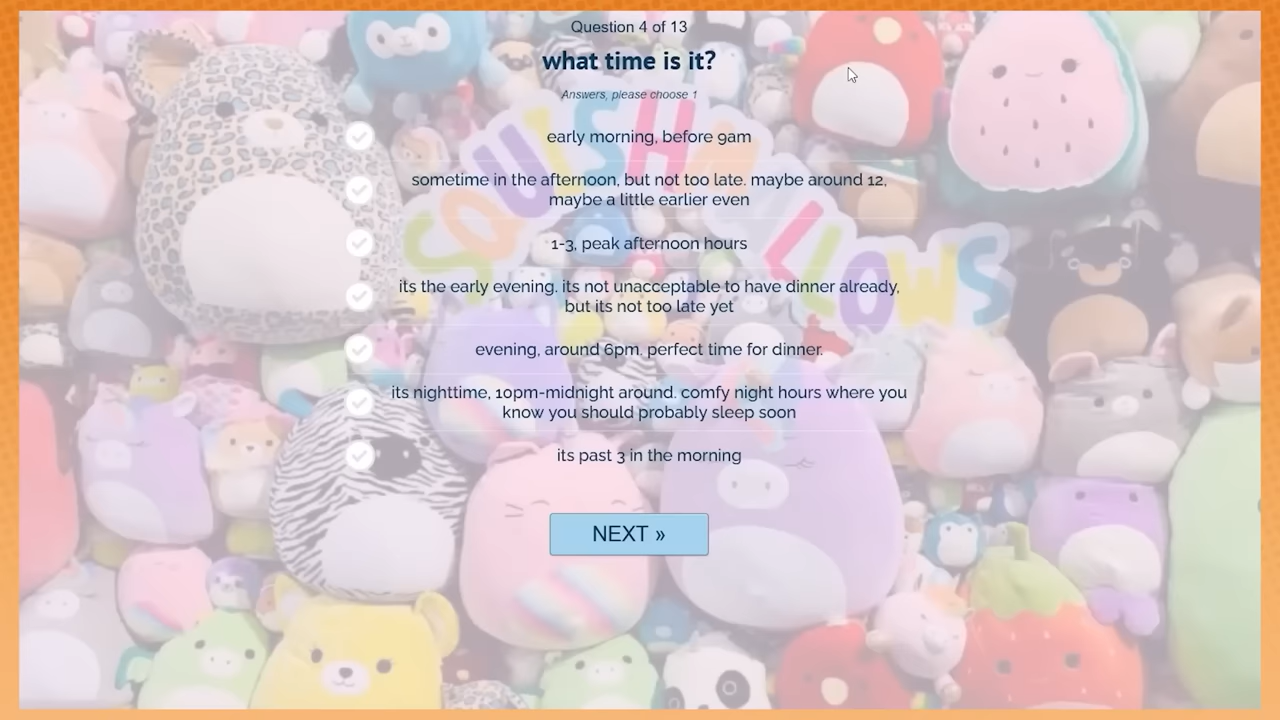 Question 4 of 13
what time is it?
Answers, please choose 1
early morning, before 9am
sometime in the afternoon, but not too late. maybe around 12,
maybe a little earlier even
1-3, peak afternoon hours
its the early evening. its not unacceptable to have dinner already,
but its not too late yet
evening, around 6pm. perfect time for dinner.
its nighttime, 10pm-midnight around. comfy night hours where you
know you should probably sleep soon
its past 3 in the morning
NEXT »
SQUISHMALLOWS